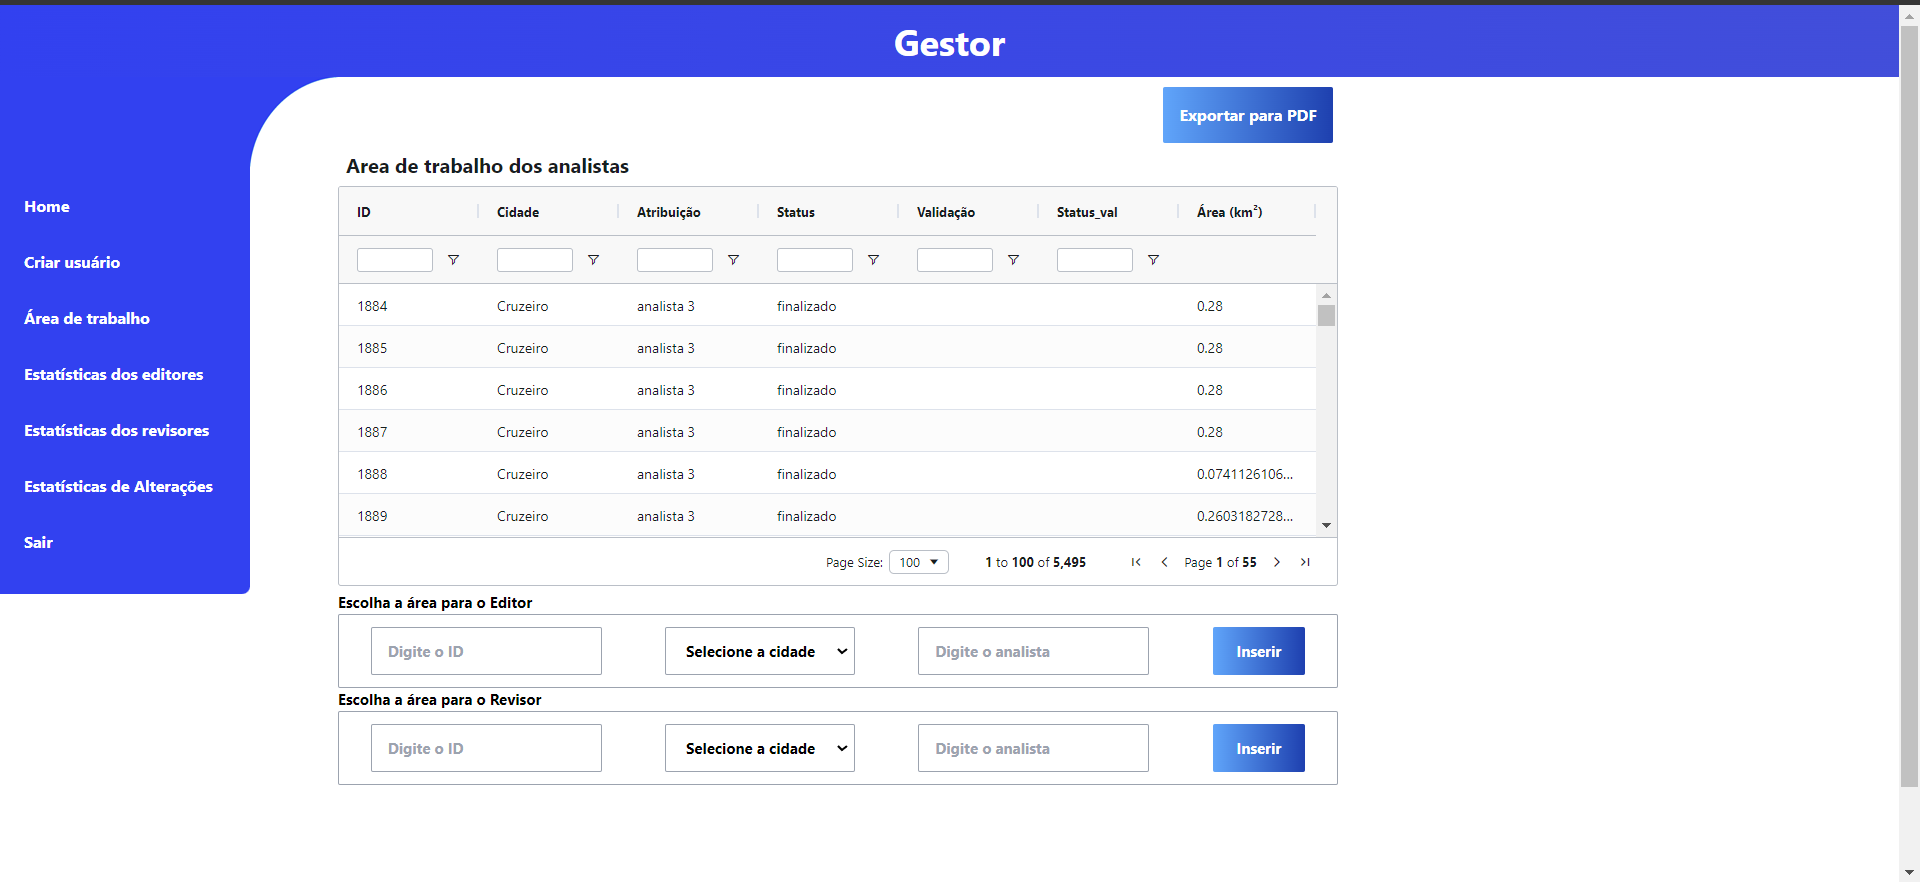 Gestor
Exportar para PDF
Home
Criar usuário
Área de trabalho
Estatísticas dos editores
Estatísticas dos revisores
Estatísticas de Alterações
Sair
Area de trabalho dos analistas
ID Cidade Atribuição Status Validação Status_val Área (km²)
1884 Cruzeiro analista 3 finalizado 0.28
1885 Cruzeiro analista 3 finalizado 0.28
1886 Cruzeiro analista 3 finalizado 0.28
1887 Cruzeiro analista 3 finalizado 0.28
1888 Cruzeiro analista 3 finalizado 0.0741126106...
1889 Cruzeiro analista 3 finalizado 0.2603182728...
Page Size: 100 1 to 100 of 5,495 Page 1 of 55
Escolha a área para o Editor
Digite o ID Selecione a cidade Digite o analista Inserir
Escolha a área para o Revisor
Digite o ID Selecione a cidade Digite o analista Inserir